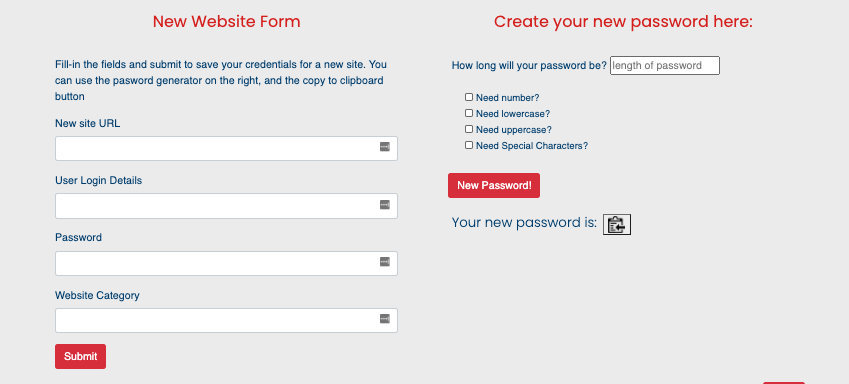 New Website Form
Fill-in the fields and submit to save your credentials for a new site. You
can use the pasword generator on the right, and the copy to clipboard
button
New site URL
User Login Details
Password
Website Category
Submit
Create your new password here:
How long will your password be? length of password
Need number?
Need lowercase?
Need uppercase?
Need Special Characters?
New Password!
Your new password is: